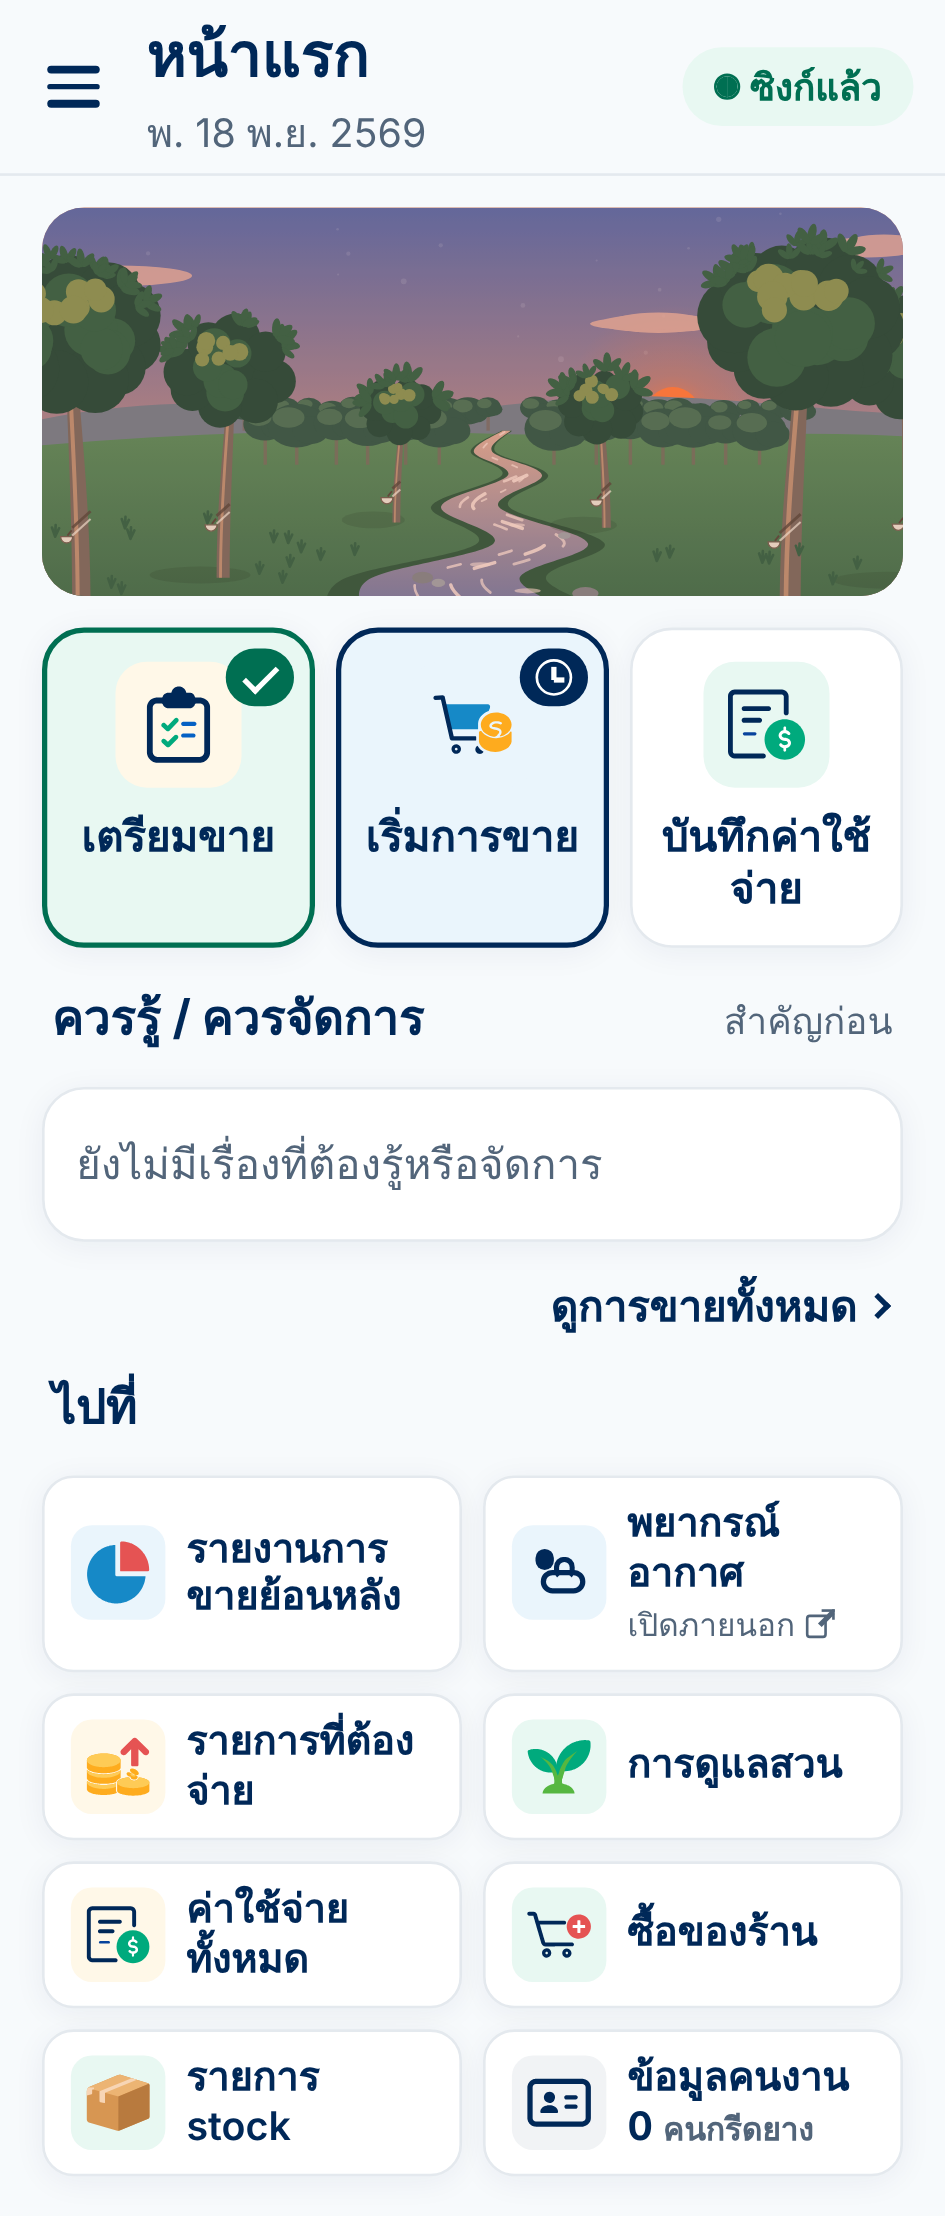 หน้าแรก
พ. 18 พ.ย. 2569
ซิงก์แล้ว
เตรียมขาย
เริ่มการขาย
บันทึกค่าใช้
จ่าย
ควรรู้ / ควรจัดการ
สำคัญก่อน
ยังไม่มีเรื่องที่ต้องรู้หรือจัดการ
ดูการขายทั้งหมด
ไปที่
รายงานการ
ขายย้อนหลัง
พยากรณ์
อากาศ
เปิดภายนอก
รายการที่ต้อง
จ่าย
การดูแลสวน
ค่าใช้จ่าย
ทั้งหมด
ซื้อของร้าน
รายการ
stock
ข้อมูลคนงาน
0 คนกรีดยาง